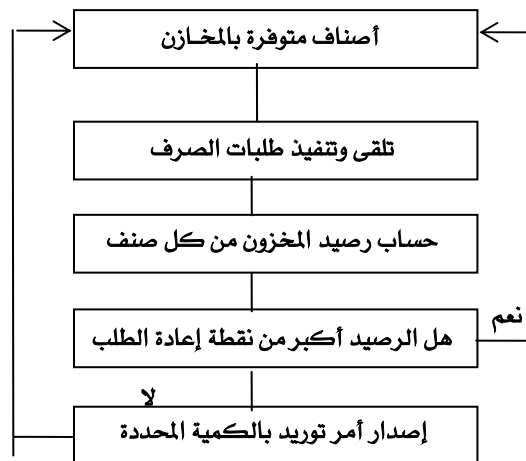 أصناف متوفرة بالمخازن
تلقى وتنفيذ طلبات الصرف
حساب رصيد المخزون من كل صنف
نعم
هل الرصيد أكبر من نقطة إعادة الطلب
لا
إصدار أمر توريد بالكمية المحددة